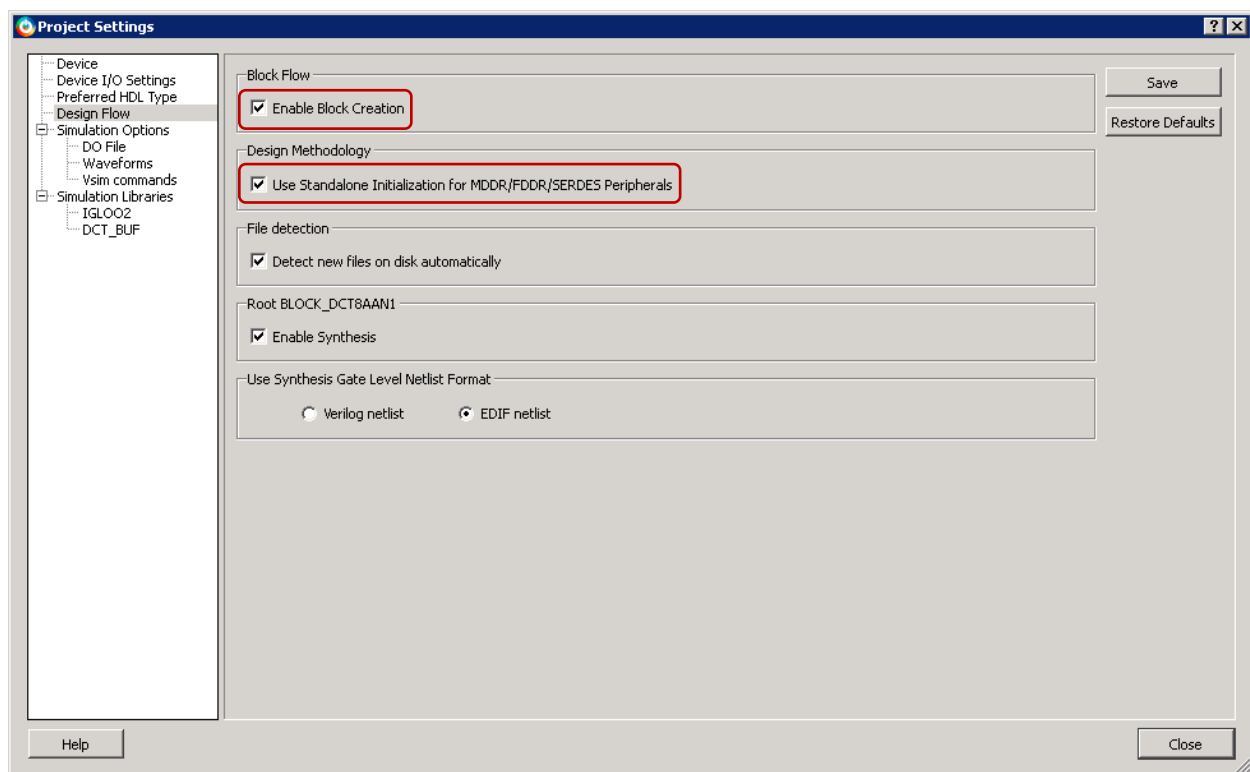 Project Settings
Device
Device I/O Settings
Preferred HDL Type
Design Flow
Simulation Options
DO File
Waveforms
Vsim commands
Simulation Libraries
IGLOO2
DCT_BUF
Block Flow
Enable Block Creation
Design Methodology
Use Standalone Initialization for MDDR/FDDR/SERDES Peripherals
File detection
Detect new files on disk automatically
Root BLOCK_DCT8AAN1
Enable Synthesis
Use Synthesis Gate Level Netlist Format
Verilog netlist EDIF netlist
Save
Restore Defaults
Help
Close